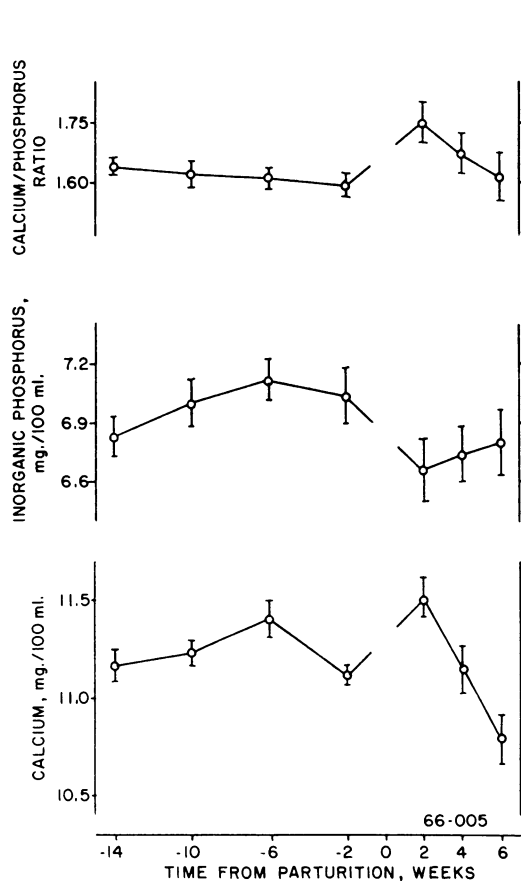 CALCIUM/PHOSPHORUS
RATIO
1.75
1.60
INORGANIC PHOSPHORUS,
mg./100 ml.
7.2
6.9
6.6
CALCIUM, mg./100 ml.
11.5
11.0
10.5
66-005
-14 -10 -6 -2 0 2 4 6
TIME FROM PARTURITION, WEEKS